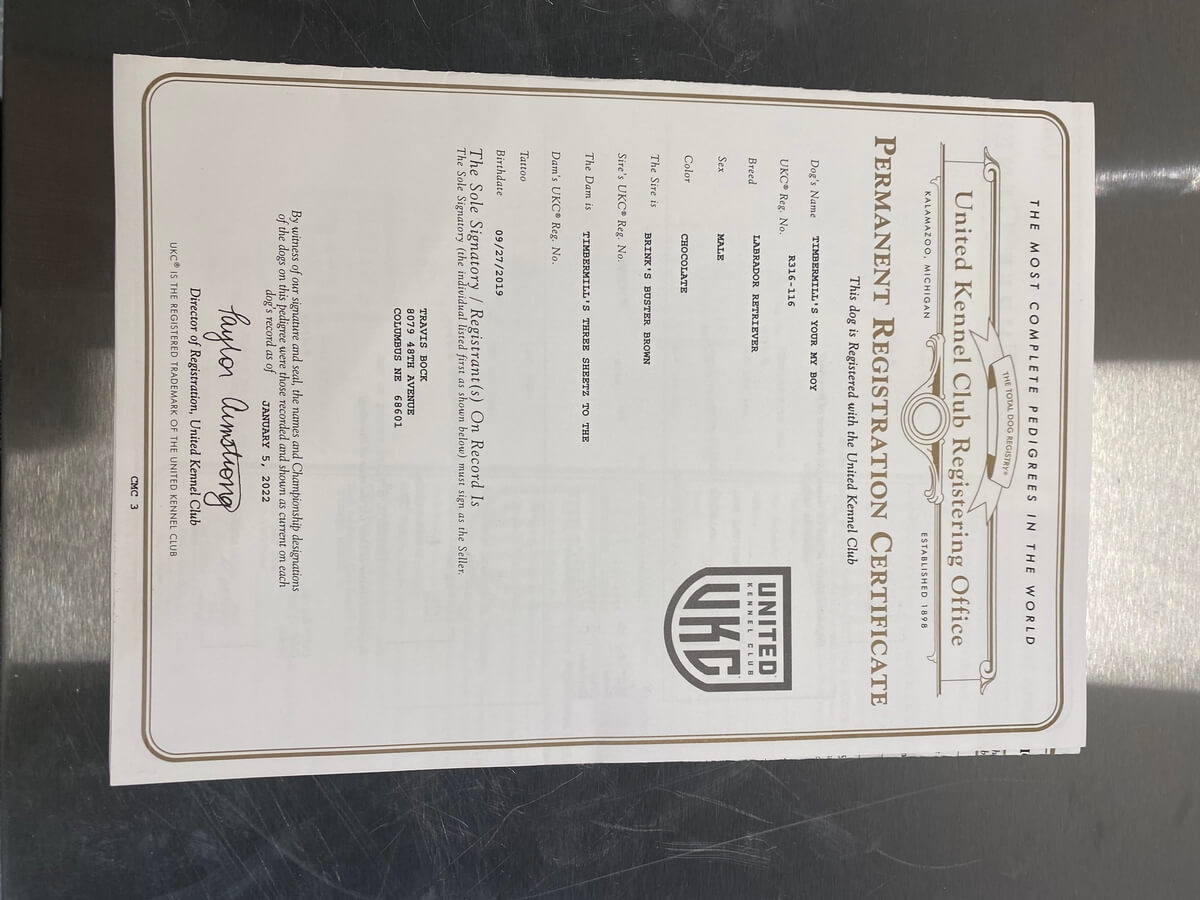 THE MOST COMPLETE PEDIGREES IN THE WORLD
THE TOTAL DOG REGISTRY®
United Kennel Club Registering Office
KALAMAZOO, MICHIGAN
ESTABLISHED 1898
PERMANENT REGISTRATION CERTIFICATE
This dog is Registered with the United Kennel Club
Dog's Name TIMBERMILL'S YOUR MY BOY
UKC® Reg. No. R316-116
Breed LABRADOR RETRIEVER
Sex MALE
Color CHOCOLATE
The Sire is BRINK'S BUSTER BROWN
Sire's UKC® Reg. No.
The Dam is TIMBERMILL'S THREE SHEETZ TO THE
Dam's UKC® Reg. No.
Tattoo
Birthdate 09/27/2019
UNITED
KENNEL CLUB
UKC
The Sole Signatory / Registrant(s) On Record Is
The Sole Signatory (the individual listed first as shown below) must sign as the Seller.
TRAVIS BOCK
8079 48TH AVENUE
COLUMBUS NE 68601
By witness of our signature and seal, the names and Championship designations
of the dogs on this pedigree were those recorded and shown as current on each
dog's record as of JANUARY 5, 2022
Taylor Armstrong
Director of Registration, United Kennel Club
UKC® IS THE REGISTERED TRADEMARK OF THE UNITED KENNEL CLUB
CMC 3